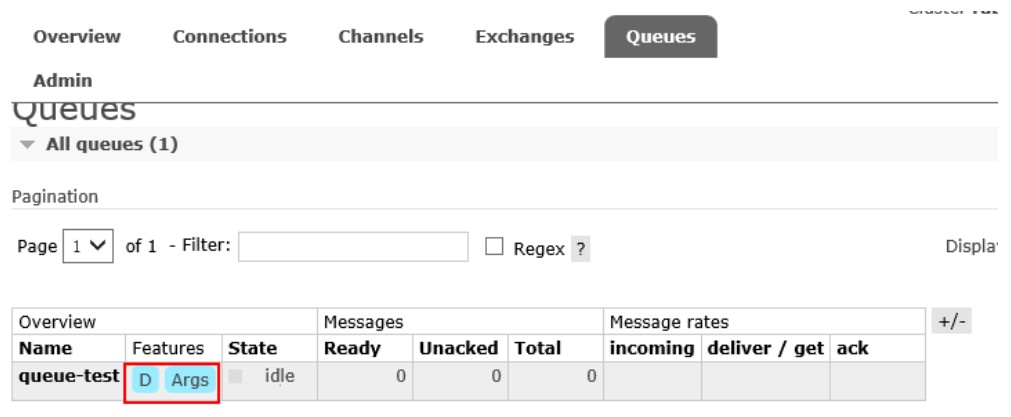 Overview Connections Channels Exchanges Queues
Admin
Queues
All queues (1)
Pagination
Page 1 of 1 - Filter: Regex ?
Overview Messages Message rates +/-
Name Features State Ready Unacked Total incoming deliver / get ack
queue-test D Args idle 0 0 0